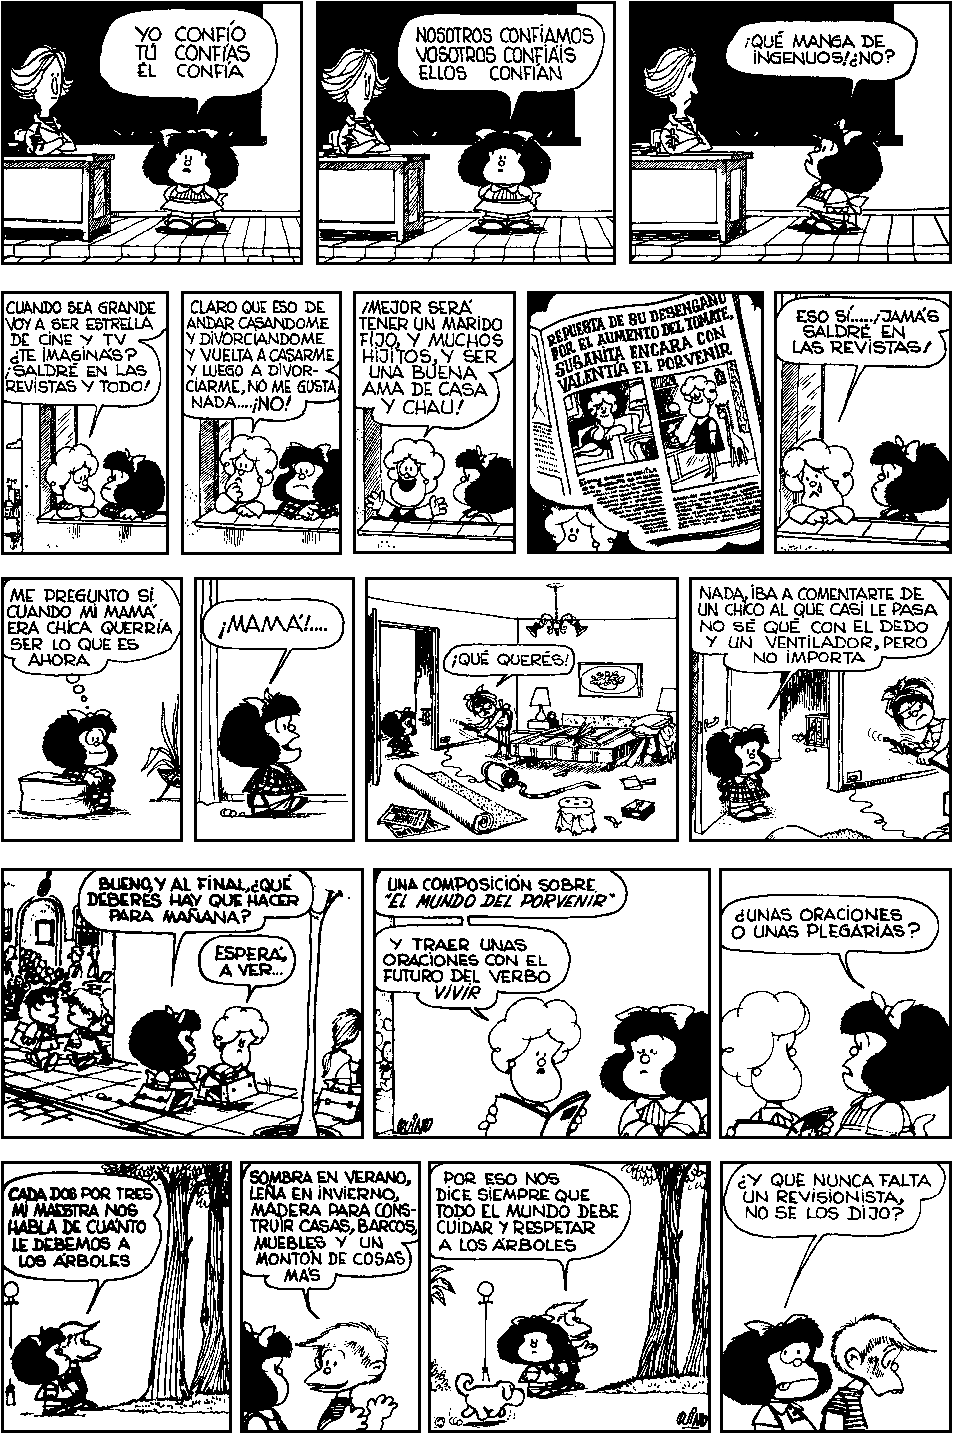 YO CONFÍO
TÚ CONFÍAS
ÉL CONFÍA
NOSOTROS CONFÍAMOS
VOSOTROS CONFÍAIS
ELLOS CONFÍAN
¡QUÉ MANGA DE
INGENUOS!¿NO?
CUANDO SEA GRANDE
VOY A SER ESTRELLA
DE CINE Y TV
¿TE IMAGINÁS?
¡SALDRÉ EN LAS
REVISTAS Y TODO!
CLARO QUE ESO DE
ANDAR CASANDOME
Y DIVORCIANDOME
Y VUELTA A CASARME
Y LUEGO A DIVOR-
CIARME, NO ME GUSTA
NADA....¡NO!
¡MEJOR SERÁ
TENER UN MARIDO
FIJO, Y MUCHOS
HIJITOS, Y SER
UNA BUENA
AMA DE CASA
Y CHAU!
REPUESTA DE SU DESENGAÑO
POR EL AUMENTO DEL TOMATE,
SUSANITA ENCARA CON
VALENTÍA EL PORVENIR.
ESO SÍ.....¡JAMÁS
SALDRÉ EN
LAS REVISTAS!
ME PREGUNTO SI
CUANDO MI MAMÁ
ERA CHICA QUERRÍA
SER LO QUE ES
AHORA
¡MAMÁ!....
¡QUÉ QUERÉS!
NADA, IBA A COMENTARTE DE
UN CHICO AL QUE CASI LE PASA
NO SÉ QUÉ CON EL DEDO
Y UN VENTILADOR, PERO
NO IMPORTA
BUENO, Y AL FINAL, ¿QUÉ
DEBERES HAY QUE HACER
PARA MAÑANA?
ESPERÁ,
A VER...
UNA COMPOSICIÓN SOBRE
"EL MUNDO DEL PORVENIR"
Y TRAER UNAS
ORACIONES CON EL
FUTURO DEL VERBO
VIVIR
QUINO
¿UNAS ORACIONES
O UNAS PLEGARIAS?
CADA DOS POR TRES
MI MAESTRA NOS
HABLA DE CUÁNTO
LE DEBEMOS A
LOS ÁRBOLES
SOMBRA EN VERANO,
LEÑA EN INVIERNO,
MADERA PARA CONS-
TRUIR CASAS, BARCOS,
MUEBLES Y UN
MONTÓN DE COSAS
MÁS
POR ESO NOS
DICE SIEMPRE QUE
TODO EL MUNDO DEBE
CUIDAR Y RESPETAR
A LOS ÁRBOLES
QUINO
¿Y QUE NUNCA FALTA
UN REVISIONISTA,
NO SE LOS DIJO?